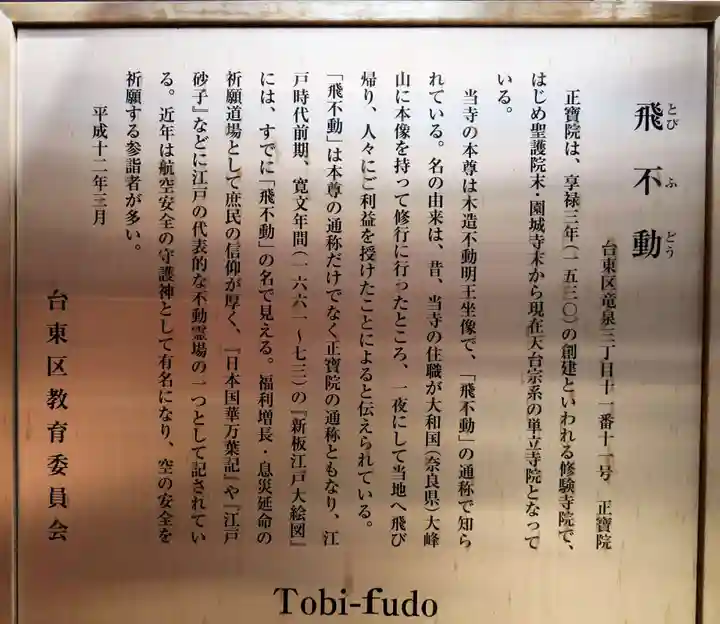 飛不動
とびふどう
台東区竜泉三丁目十一番十一号 正寶院
正寶院は、享禄三年(一五三〇)の創建といわれる修験寺院で、
はじめ聖護院末・園城寺末から現在天台宗系の単立寺院となって
いる。
当寺の本尊は木造不動明王坐像で、「飛不動」の通称で知ら
れている。名の由来は、昔、当寺の住職が大和国(奈良県)大峰
山に本像を持って修行に行ったところ、一夜にして当地へ飛び
帰り、人々にご利益を授けたことによると伝えられている。
「飛不動」は本尊の通称だけでなく正寶院の通称ともなり、江
戸時代前期、寛文年間(一六六一〜七三)の『新板江戸大絵図』
には、すでに「飛不動」の名で見える。福利増長・息災延命の
祈願道場として庶民の信仰が厚く、『日本国華万葉記』や『江戸
砂子』などに江戸の代表的な不動霊場の一つとして記されてい
る。近年は航空安全の守護神として有名になり、空の安全を
祈願する参詣者が多い。
平成十二年三月
台東区教育委員会
Tobi-fudo